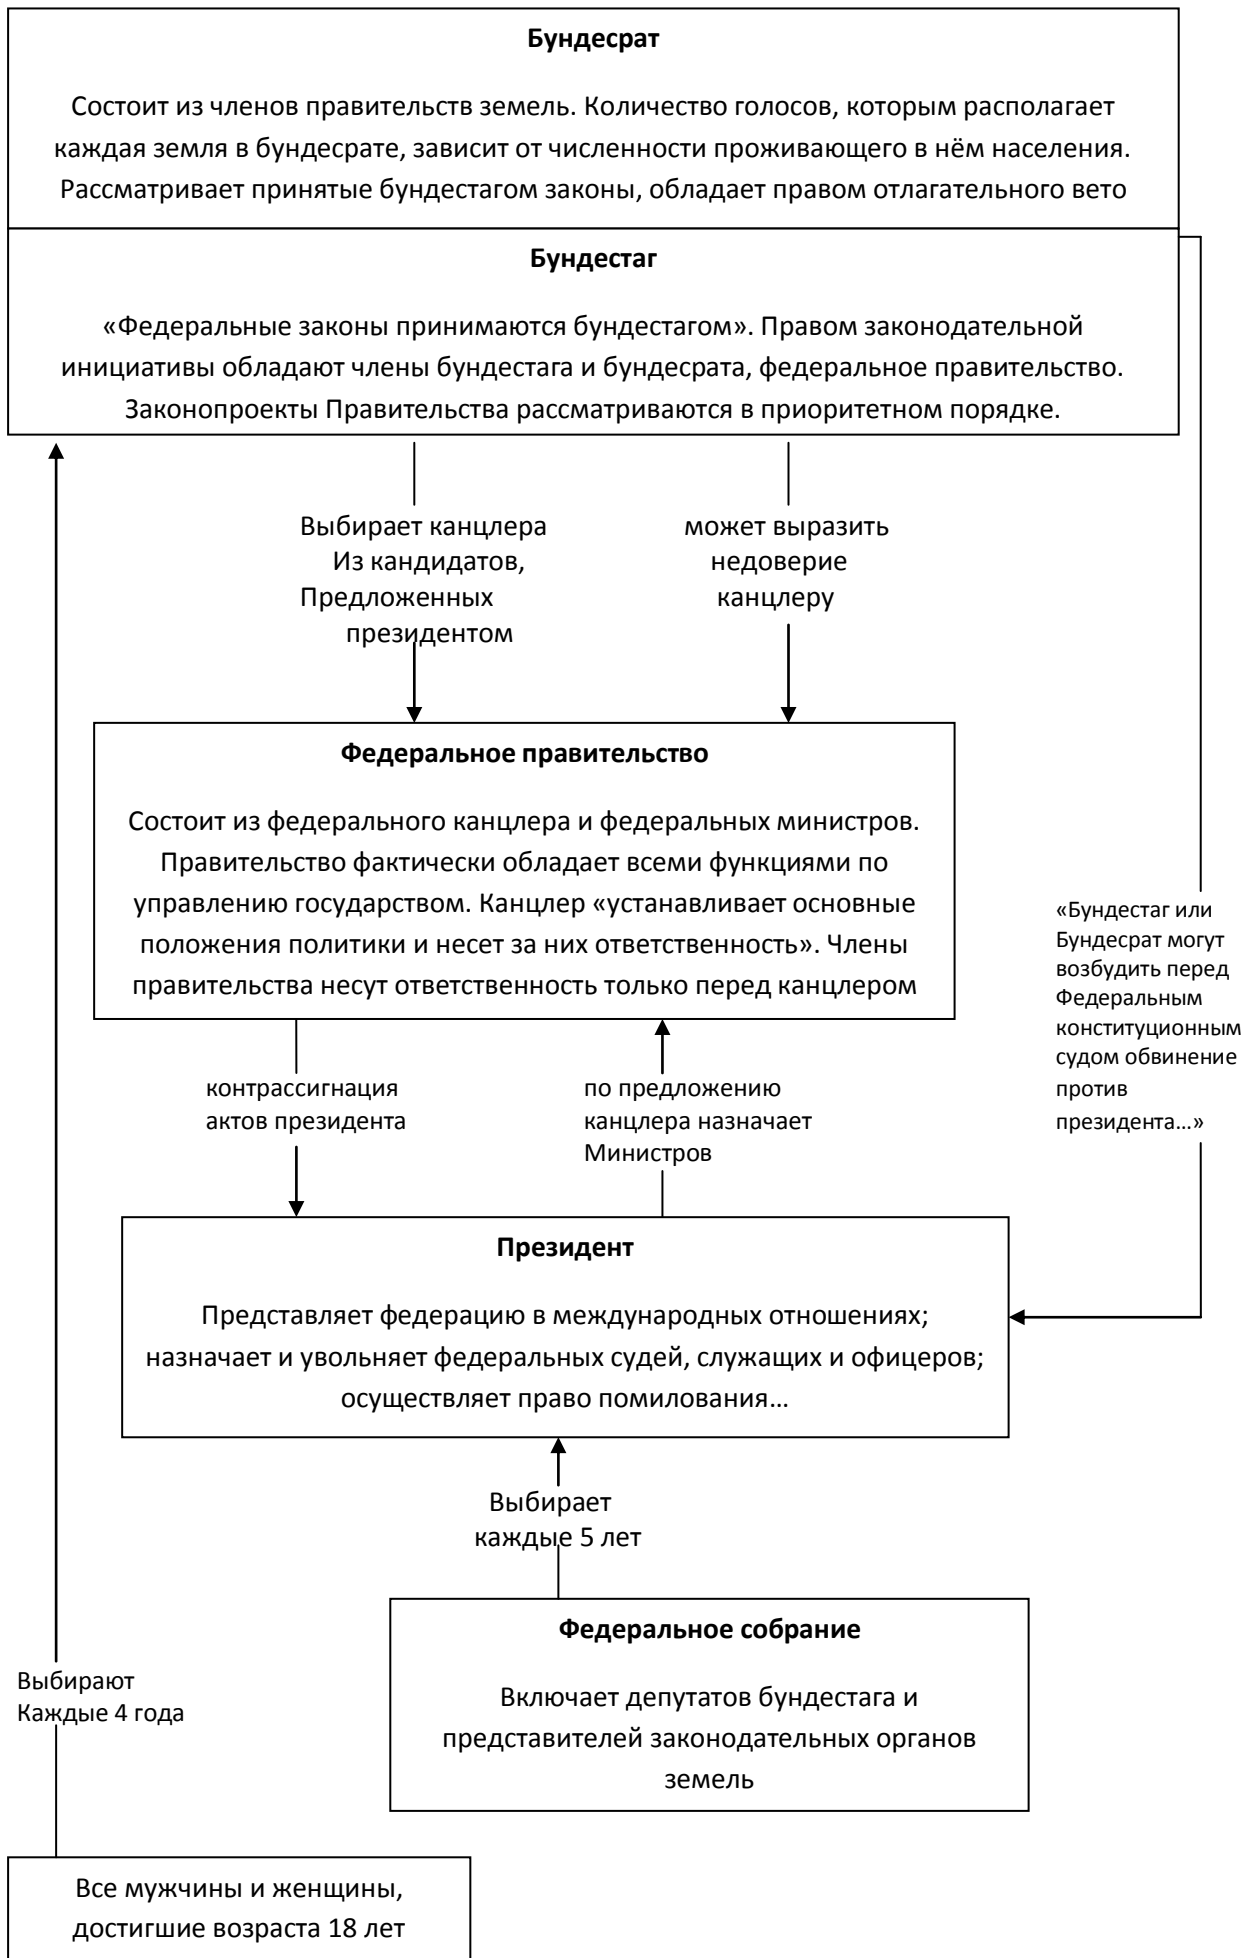 Бундесрат
Состоит из членов правительств земель. Количество голосов, которым располагает
каждая земля в бундесрате, зависит от численности проживающего в нём населения.
Рассматривает принятые бундестагом законы, обладает правом отлагательного вето
Бундестаг
«Федеральные законы принимаются бундестагом». Правом законодательной
инициативы обладают члены бундестага и бундесрата, федеральное правительство.
Законопроекты Правительства рассматриваются в приоритетном порядке.
Выбирает канцлера
Из кандидатов,
Предложенных
президентом
может выразить
недоверие
канцлеру
Федеральное правительство
Состоит из федерального канцлера и федеральных министров.
Правительство фактически обладает всеми функциями по
управлению государством. Канцлер «устанавливает основные
положения политики и несет за них ответственность». Члены
правительства несут ответственность только перед канцлером
«Бундестаг или
Бундесрат могут
возбудить перед
Федеральным
конституционным
судом обвинение
против
президента…»
контрассигнация
актов президента
по предложению
канцлера назначает
Министров
Президент
Представляет федерацию в международных отношениях;
назначает и увольняет федеральных судей, служащих и офицеров;
осуществляет право помилования…
Выбирает
каждые 5 лет
Федеральное собрание
Включает депутатов бундестага и
представителей законодательных органов
земель
Выбирают
Каждые 4 года
Все мужчины и женщины,
достигшие возраста 18 лет